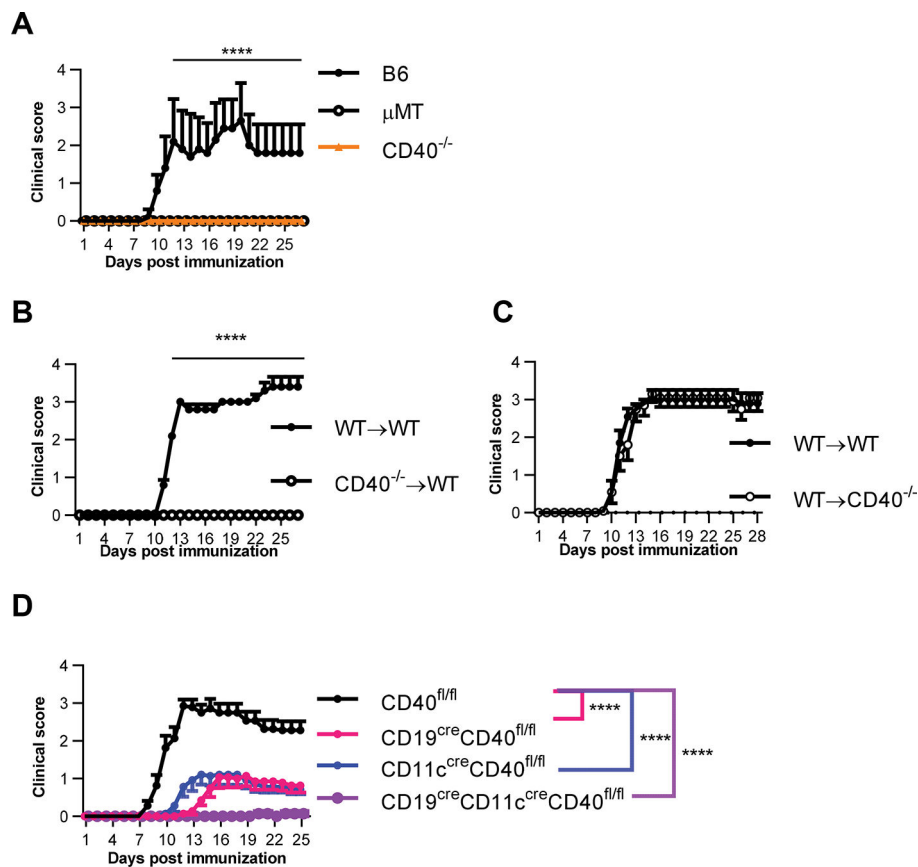 A
****
4
3
2
1
0
Clinical score
1 4 7 10 13 16 19 22 25
Days post immunization
B6
µMT
CD40-/-
B
****
4
3
2
1
0
Clinical score
1 4 7 10 13 16 19 22 25
Days post immunization
WT→WT
CD40-/-→WT
C
4
3
2
1
0
Clinical score
1 4 7 10 13 16 19 22 25 28
Days post immunization
WT→WT
WT→CD40-/-
D
4
3
2
1
0
Clinical score
1 4 7 10 13 16 19 22 25
Days post immunization
CD40fl/fl
CD19creCD40fl/fl
CD11ccreCD40fl/fl
CD19creCD11ccreCD40fl/fl
****
****
****